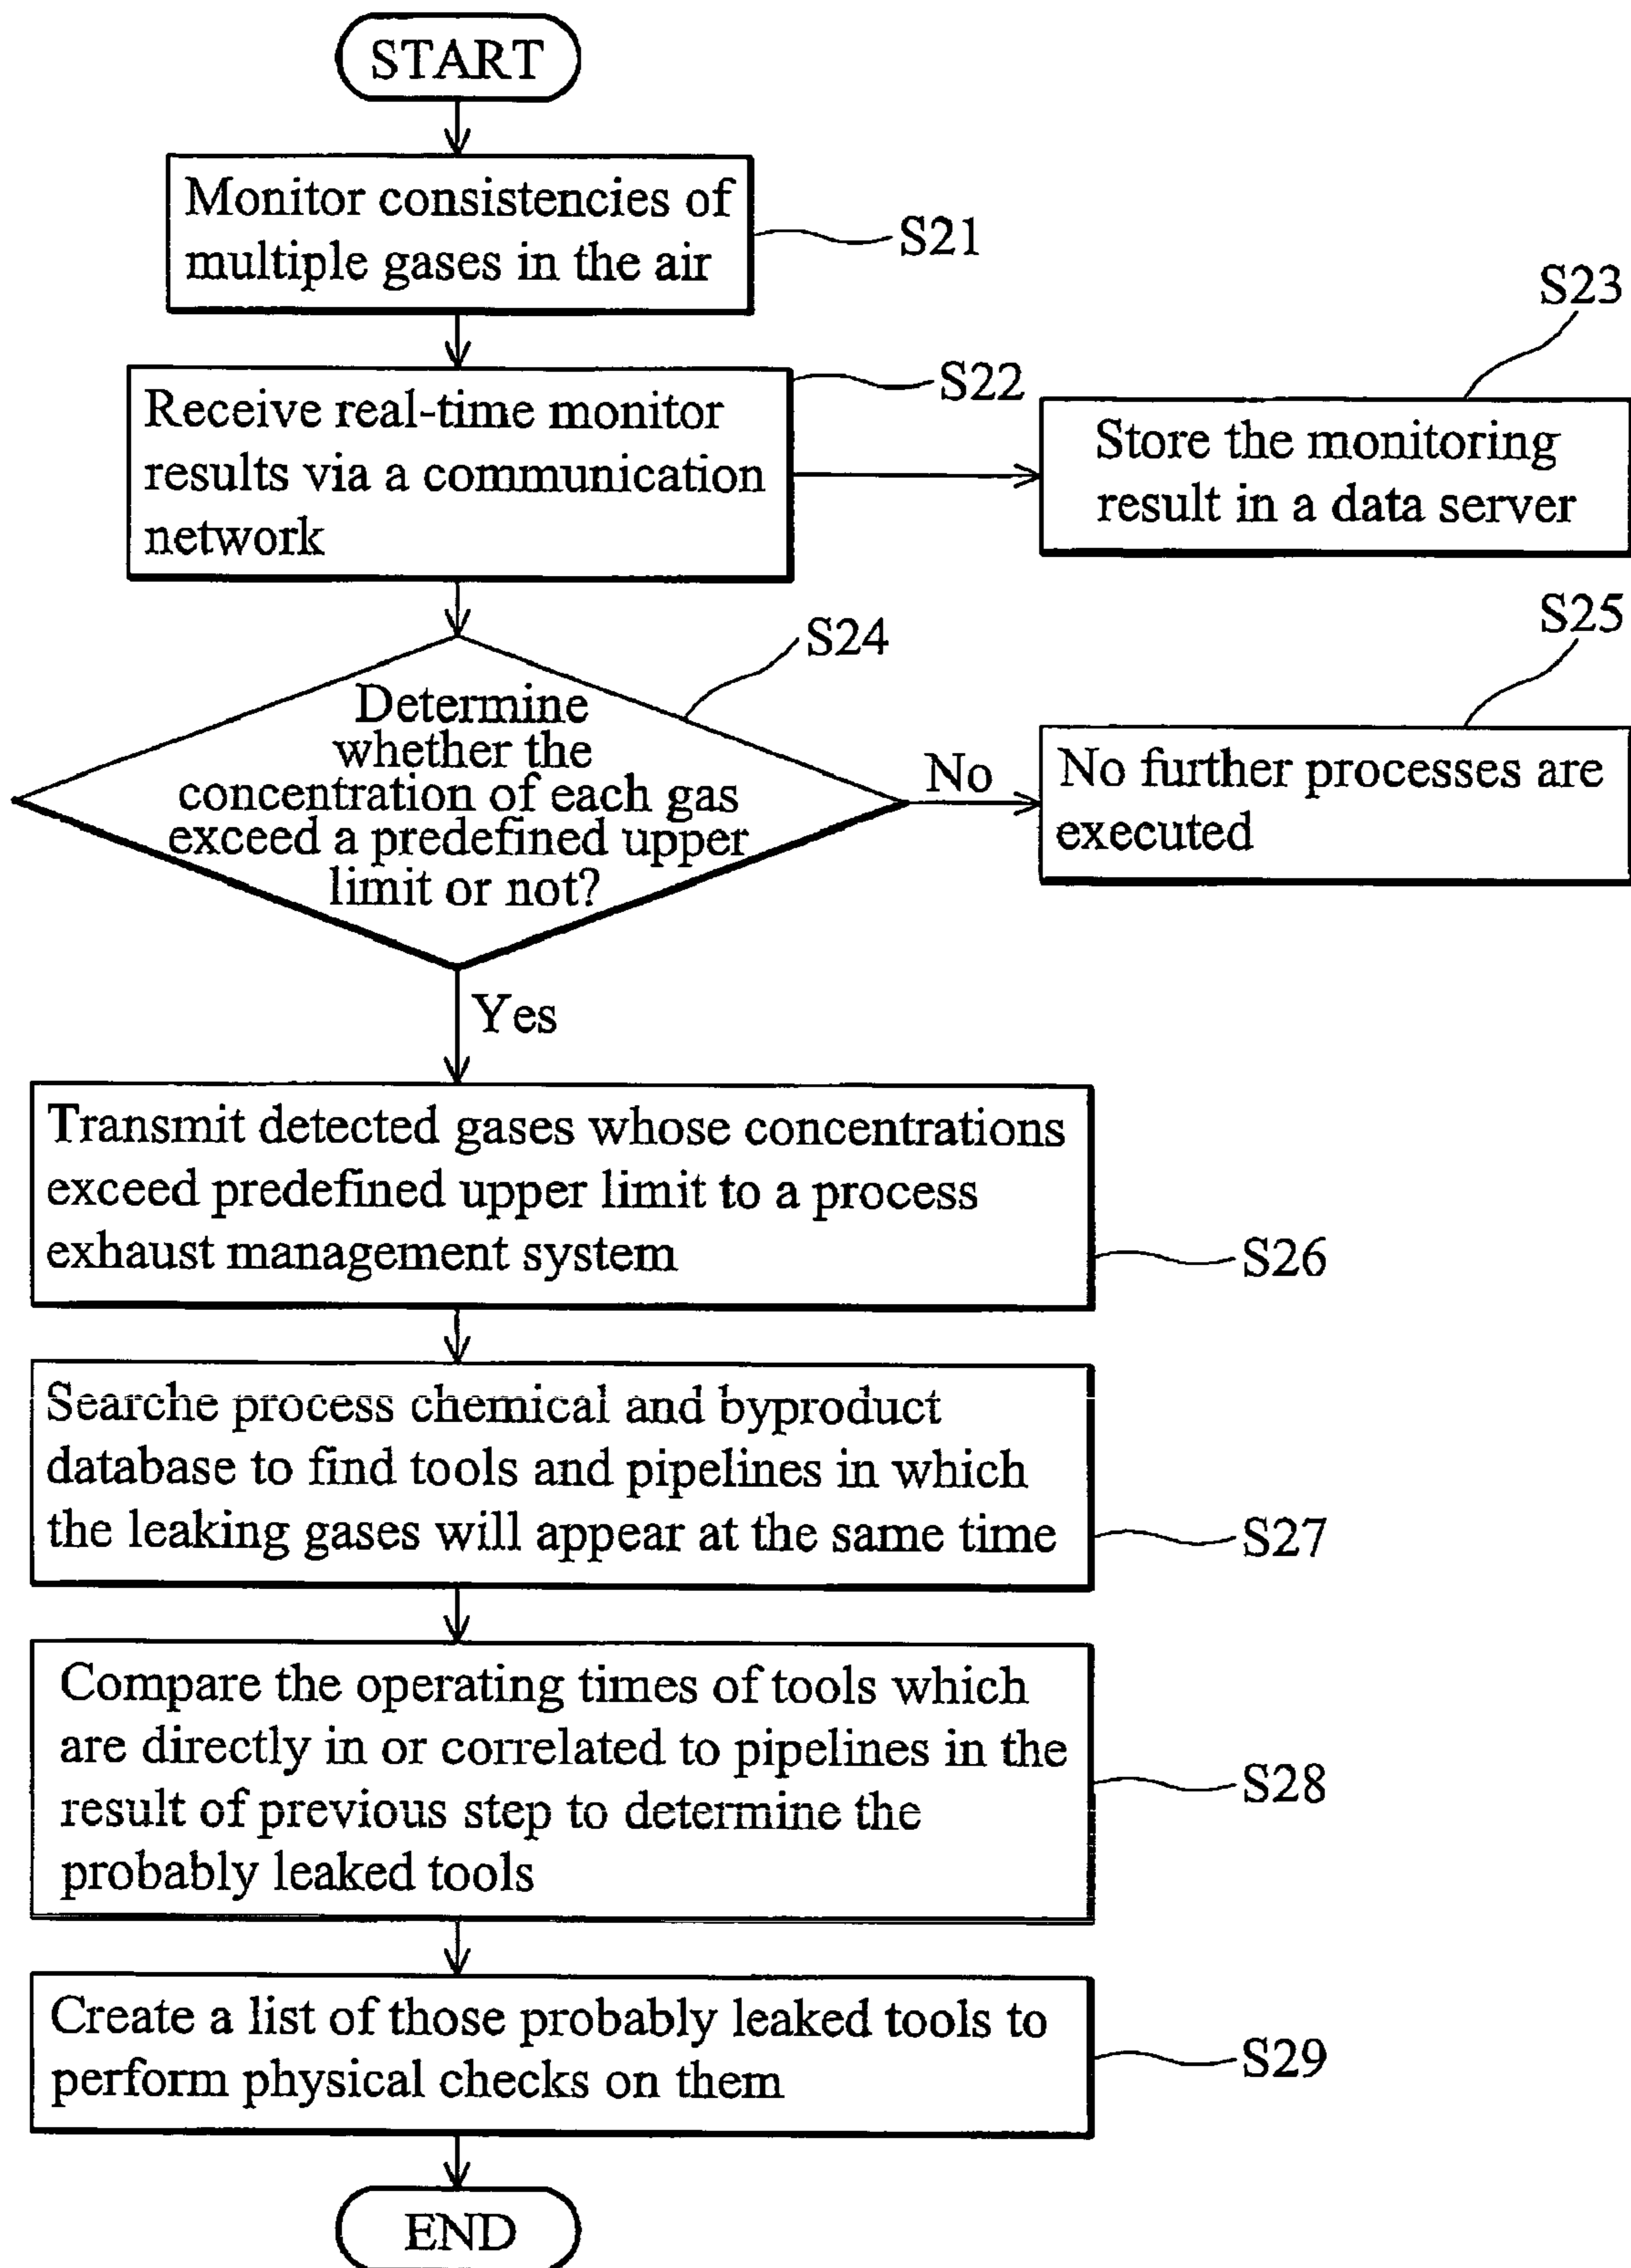 START
Monitor consistencies of
multiple gases in the air
S21
S23
Receive real-time monitor
results via a communication
network
S22
Store the monitoring
result in a data server
S24
S25
Determine
whether the
concentration of each gas
exceed a predefined upper
limit or not?
No
No further processes are
executed
Yes
Transmit detected gases whose concentrations
exceed predefined upper limit to a process
exhaust management system
S26
Searche process chemical and byproduct
database to find tools and pipelines in which
the leaking gases will appear at the same time
S27
Compare the operating times of tools which
are directly in or correlated to pipelines in the
result of previous step to determine the
probably leaked tools
S28
Create a list of those probably leaked tools to
perform physical checks on them
S29
END